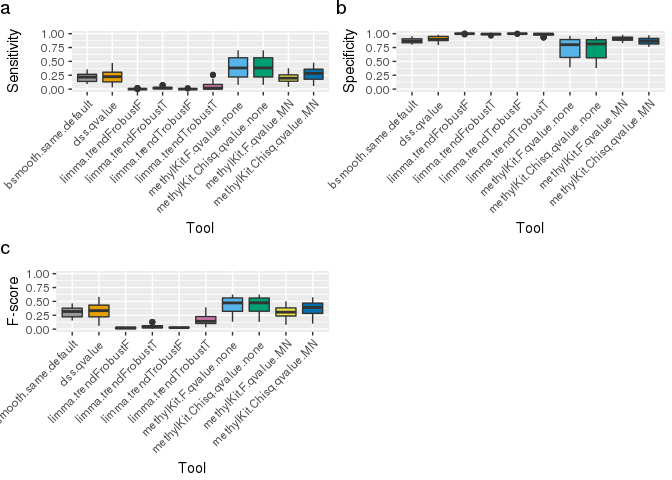 a
Sensitivity
1.00
0.75
0.50
0.25
0.00
bsmooth.same.default
dss.qvalue
limma.trendFrobustF
limma.trendFrobustT
limma.trendTrobustF
limma.trendTrobustT
methylKit.F.qvalue.none
methylKit.Chisq.qvalue.none
methylKit.F.qvalue.MN
methylKit.Chisq.qvalue.MN
Tool
b
Specificity
1.00
0.75
0.50
0.25
0.00
bsmooth.same.default
dss.qvalue
limma.trendFrobustF
limma.trendFrobustT
limma.trendTrobustF
limma.trendTrobustT
methylKit.F.qvalue.none
methylKit.Chisq.qvalue.none
methylKit.F.qvalue.MN
methylKit.Chisq.qvalue.MN
Tool
c
F-score
1.00
0.75
0.50
0.25
0.00
smooth.same.default
dss.qvalue
limma.trendFrobustF
limma.trendFrobustT
limma.trendTrobustF
limma.trendTrobustT
methylKit.F.qvalue.none
methylKit.Chisq.qvalue.none
methylKit.F.qvalue.MN
methylKit.Chisq.qvalue.MN
Tool